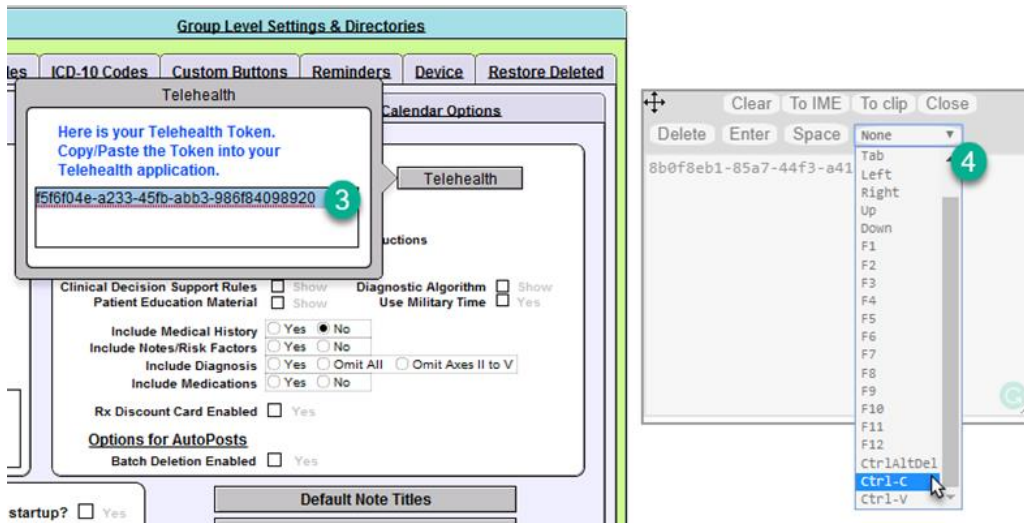 Group Level Settings & Directories
ICD-10 Codes Custom Buttons Reminders Device Restore Deleted
Telehealth
Calendar Options
Here is your Telehealth Token.
Copy/Paste the Token into your
Telehealth application.
f5f6f04e-a233-45fb-abb3-986f84098920
3
Telehealth
Clinical Decision Support Rules Show Diagnostic Algorithm Show
Patient Education Material Show Use Military Time Yes
Include Medical History Yes No
Include Notes/Risk Factors Yes No
Include Diagnosis Yes Omit All Omit Axes II to V
Include Medications Yes No
Rx Discount Card Enabled Yes
Options for AutoPosts
Batch Deletion Enabled Yes
Default Note Titles
startup? Yes
Clear To IME To clip Close
Delete Enter Space None
8b0f8eb1-85a7-44f3-a41
4
Tab
Left
Right
Up
Down
F1
F2
F3
F4
F5
F6
F7
F8
F9
F10
F11
F12
CtrlAltDel
Ctrl-C
Ctrl-V